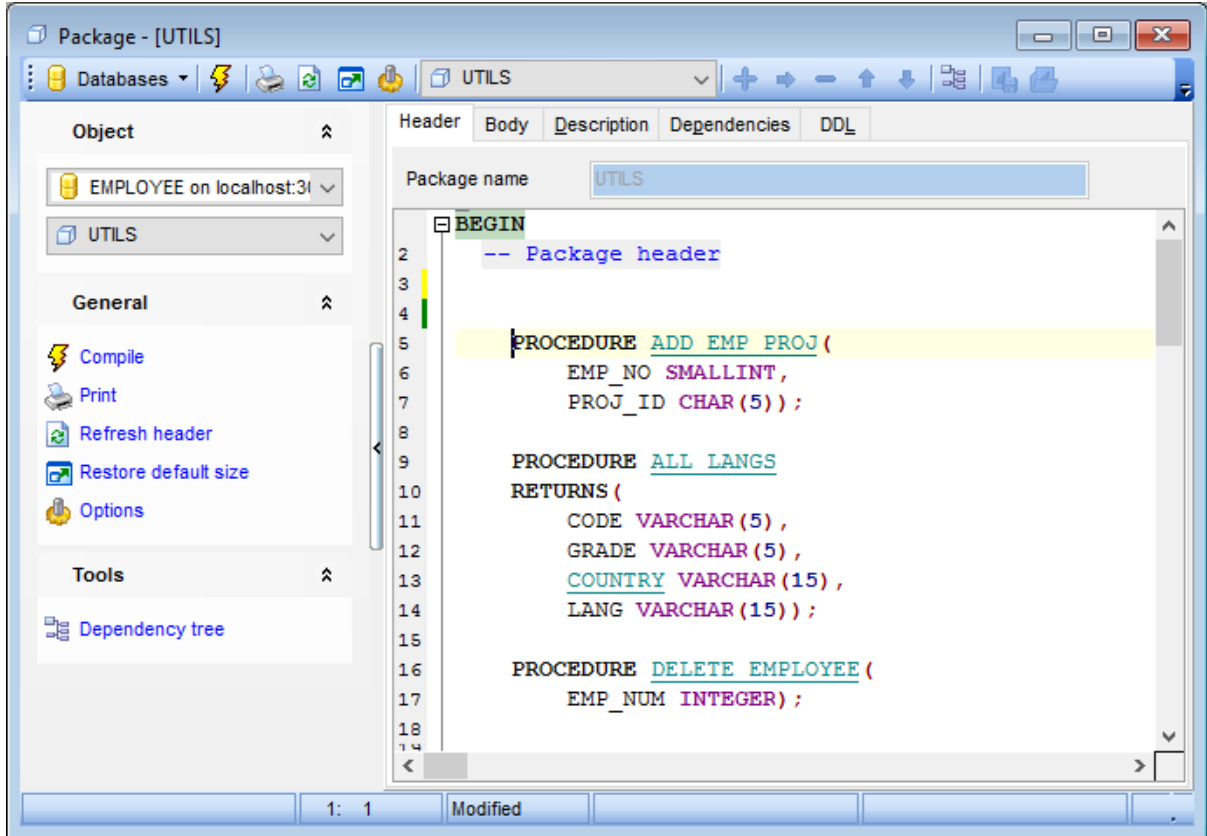 Package - [UTILS]
Databases
UTILS
Object
EMPLOYEE on localhost:30
UTILS
General
Compile
Print
Refresh header
Restore default size
Options
Tools
Dependency tree
Header Body Description Dependencies DDL
Package name UTILS
BEGIN
2 -- Package header
3
4
5 PROCEDURE ADD_EMP_PROJ(
6 EMP_NO SMALLINT,
7 PROJ_ID CHAR(5));
8
9 PROCEDURE ALL_LANGS
10 RETURNS(
11 CODE VARCHAR(5),
12 GRADE VARCHAR(5),
13 COUNTRY VARCHAR(15),
14 LANG VARCHAR(15));
15
16 PROCEDURE DELETE_EMPLOYEE(
17 EMP_NUM INTEGER);
18
19
1: 1 Modified